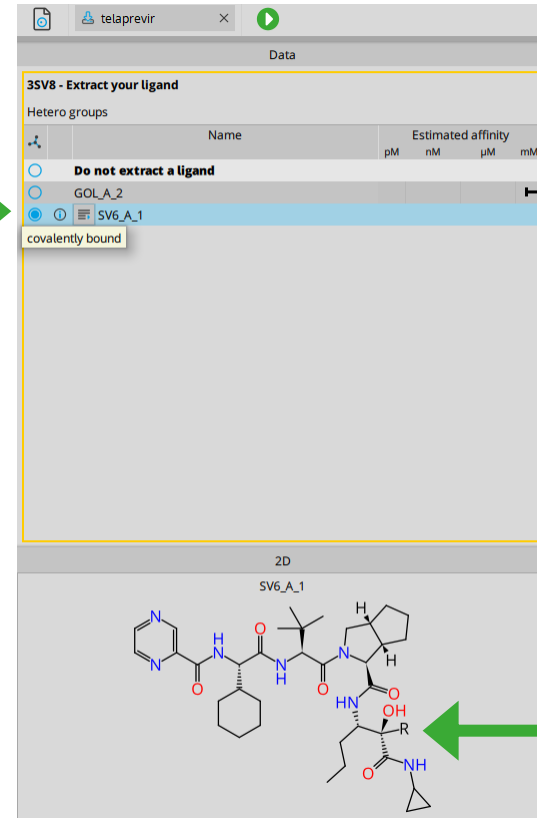 telaprevir ×
Data
3SV8 - Extract your ligand
Hetero groups
Name Estimated affinity
pM nM µM mM
Do not extract a ligand
GOL_A_2
SV6_A_1
covalently bound
2D
SV6_A_1
H
N
H
N
O
N
H
N
N
O
O
N
H
O
HN
O
OH
R
O
NH